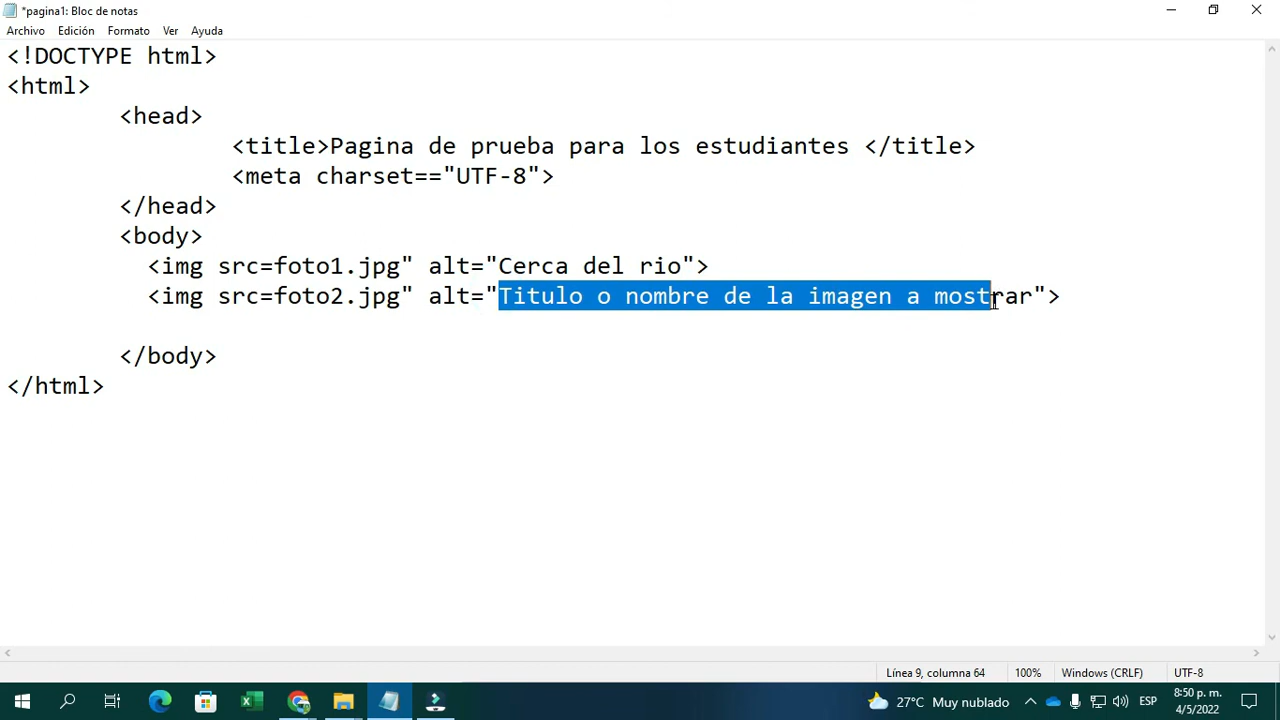 *pagina1: Bloc de notas
Archivo Edición Formato Ver Ayuda
<!DOCTYPE html>
<html>
<head>
<title>Pagina de prueba para los estudiantes </title>
<meta charset=="UTF-8">
</head>
<body>
<img src=foto1.jpg" alt="Cerca del rio">
<img src=foto2.jpg" alt="Titulo o nombre de la imagen a mostrar">
</body>
</html>
Línea 9, columna 64 100% Windows (CRLF) UTF-8
27°C Muy nublado ESP 8:50 p. m.
4/5/2022